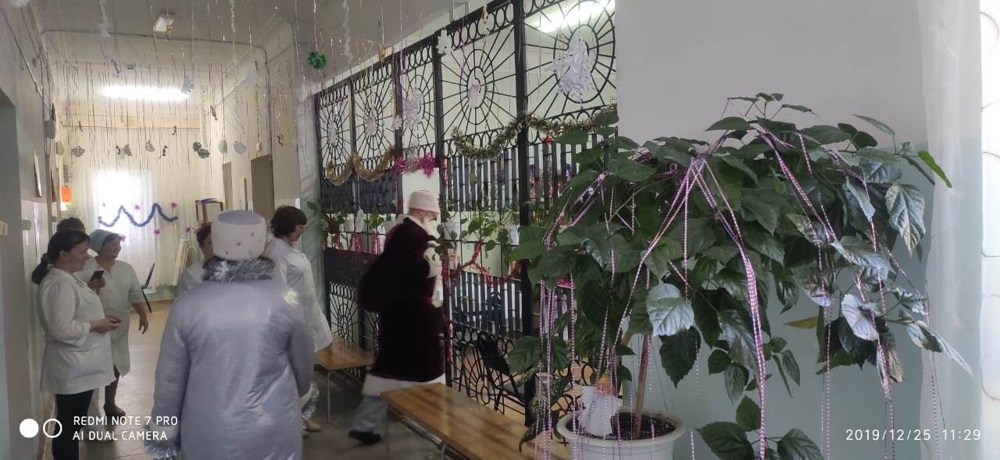 REDMI NOTE 7 PRO
AI DUAL CAMERA
2019/12/25 11:29